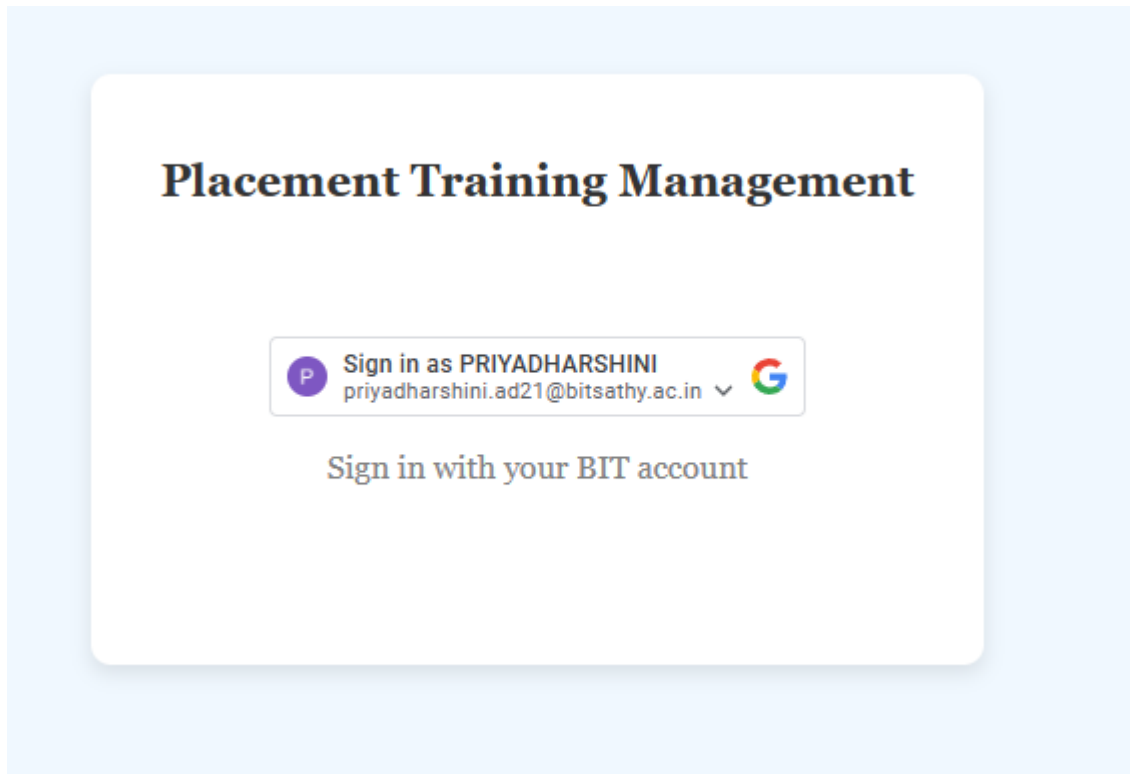 Placement Training Management
P
Sign in as PRIYADHARSHINI
priyadharshini.ad21@bitsathy.ac.in
Sign in with your BIT account